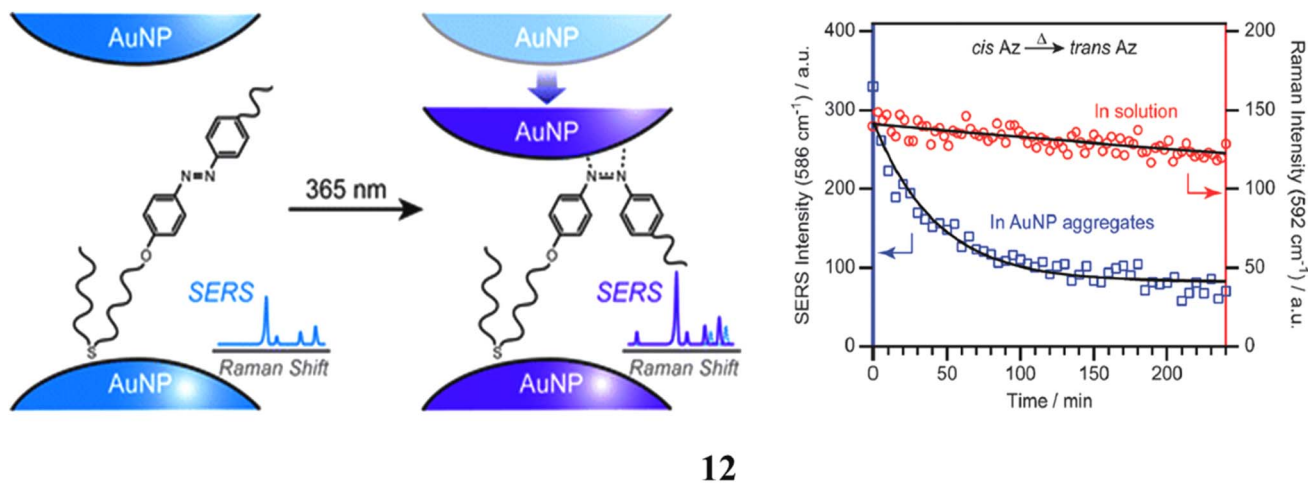 AuNP
N=N
O
S
AuNP
SERS
Raman Shift
365 nm
AuNP
N=N
O
S
AuNP
SERS
Raman Shift
cis Az Δ trans Az
In solution
In AuNP aggregates
SERS Intensity (586 cm⁻¹) / a.u.
400
300
200
100
0
Raman Intensity (592 cm⁻¹) / a.u.
200
150
100
50
0
0 50 100 150 200
Time / min
12